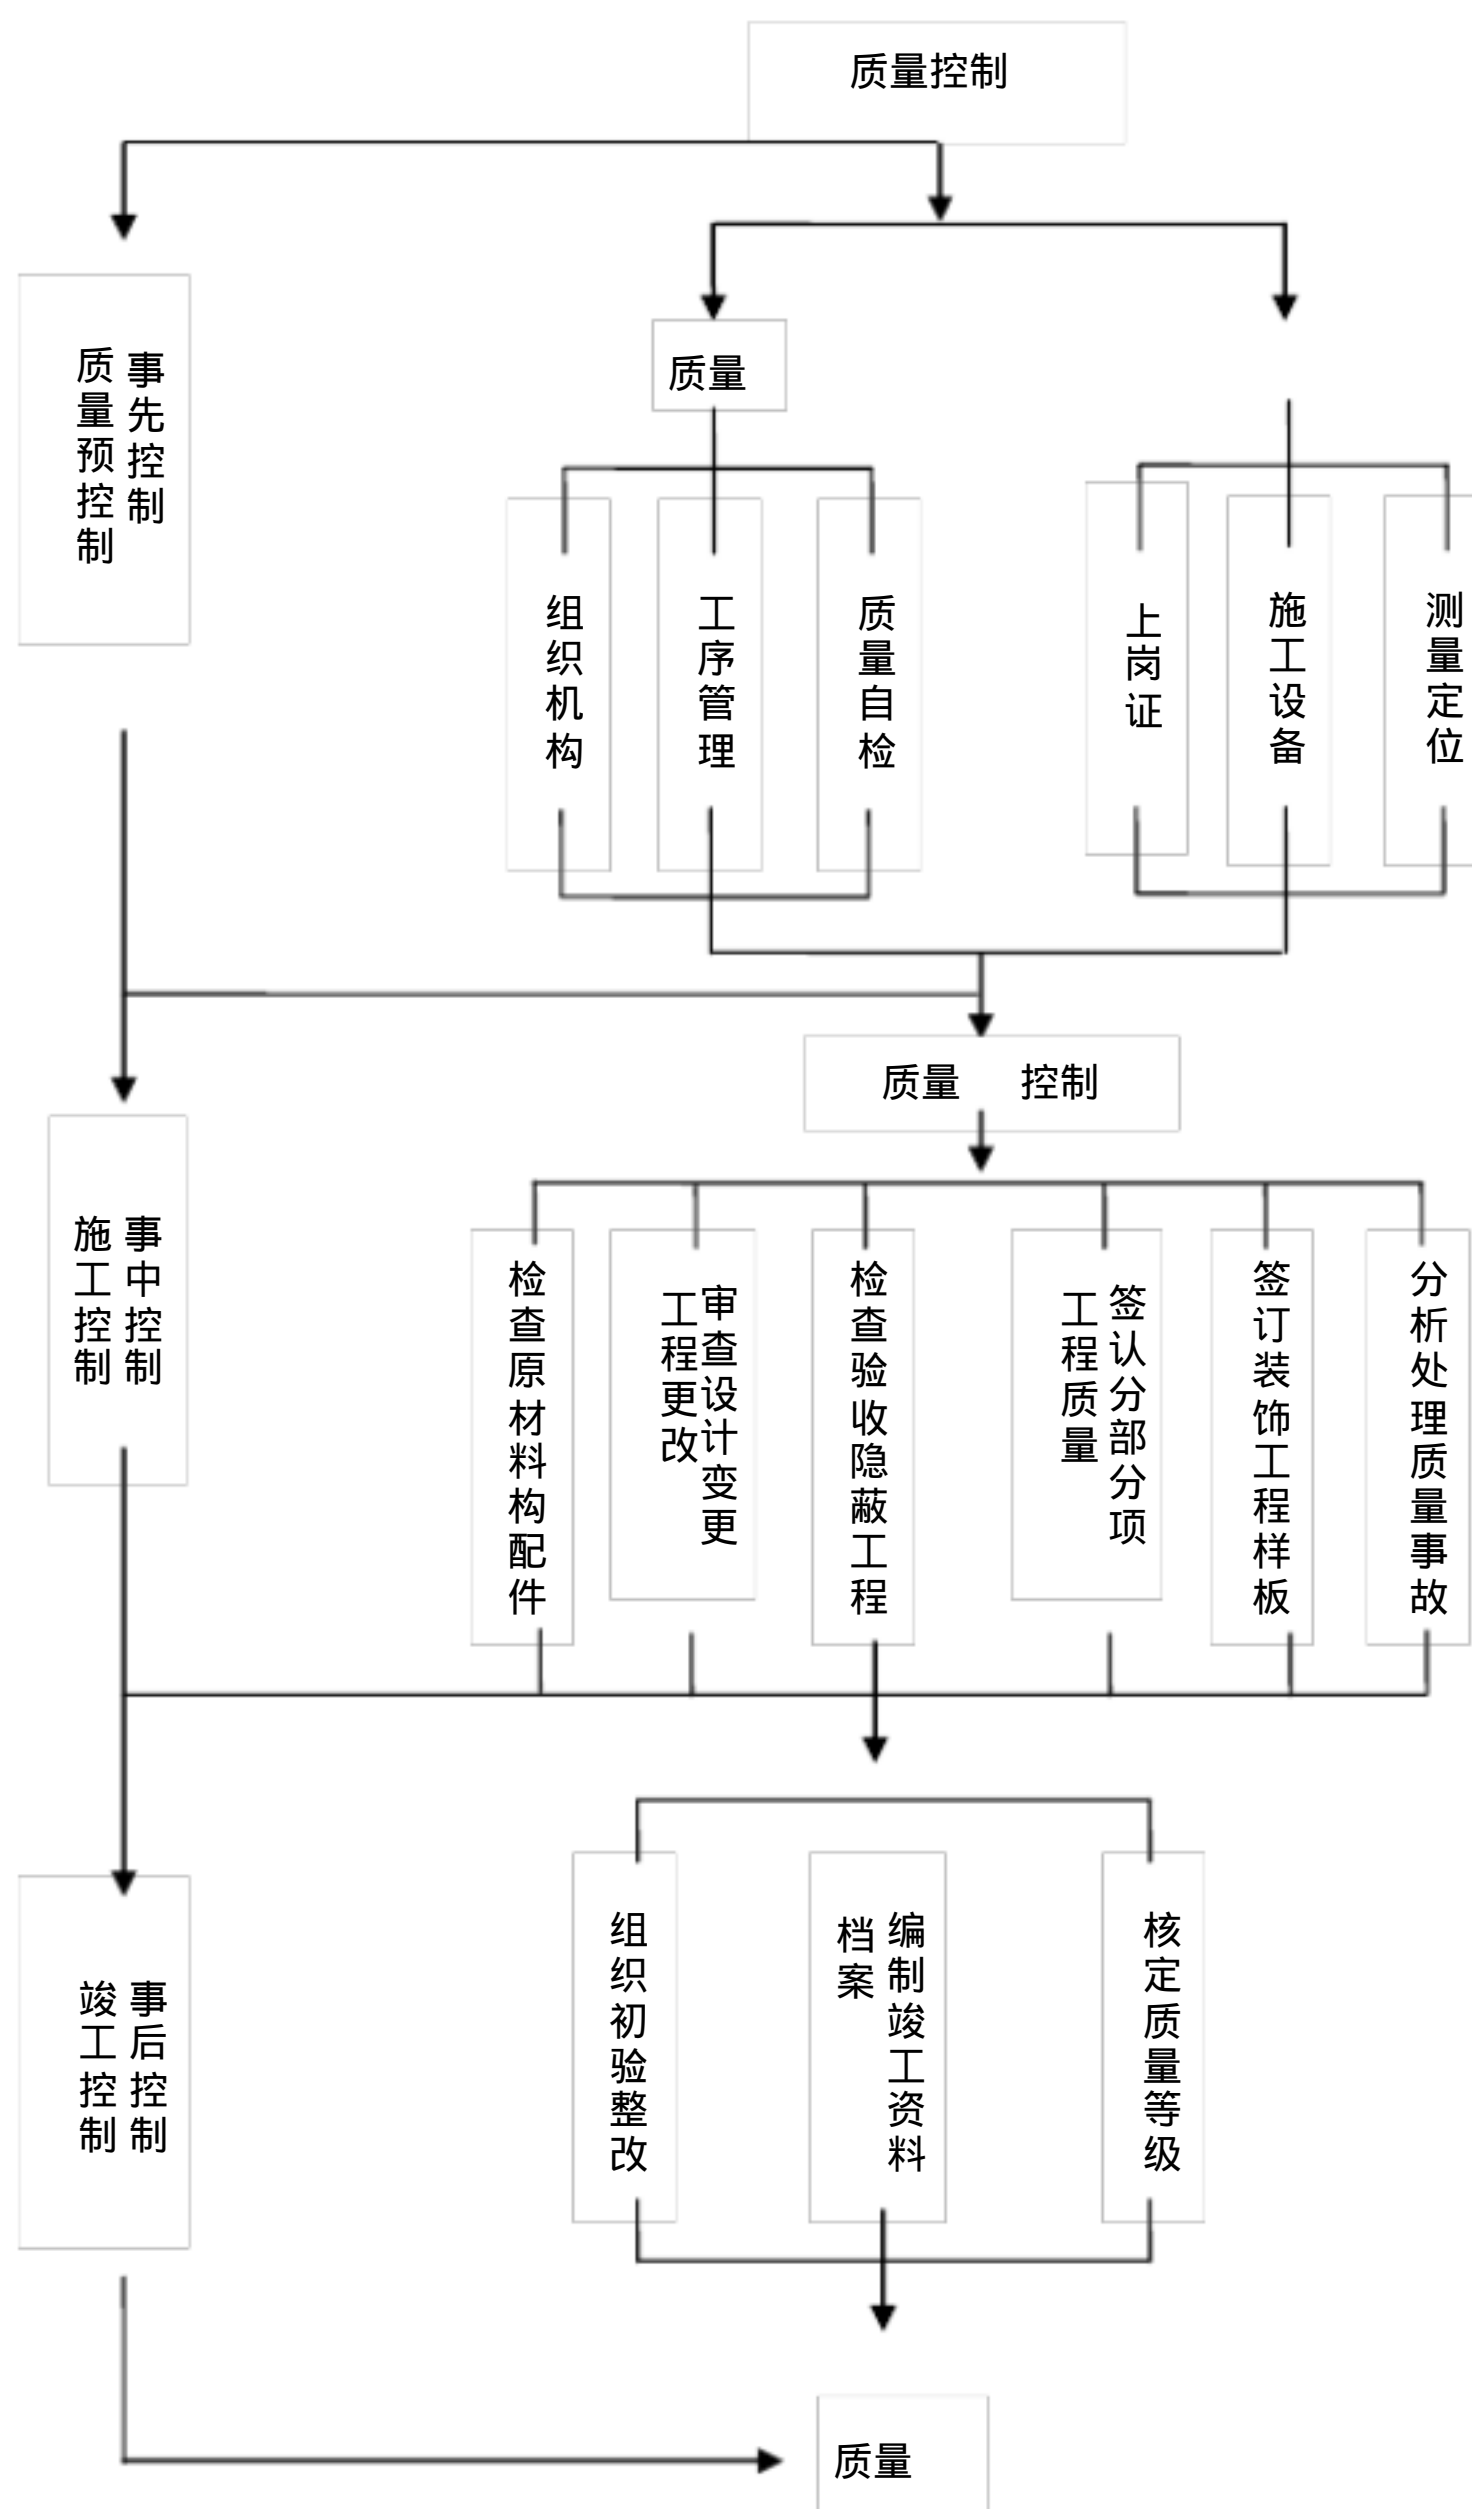 质量控制
事先控制
质量预控制
质量
组织机构
工序管理
质量自检
上岗证
施工设备
测量定位
质量 控制
事中控制
施工控制
检查原材料构配件
审查设计变更
工程更改
检查验收隐蔽工程
签认分部分项
工程质量
签订装饰工程样板
分析处理质量事故
事后控制
竣工控制
组织初验整改
编制竣工资料
档案
核定质量等级
质量